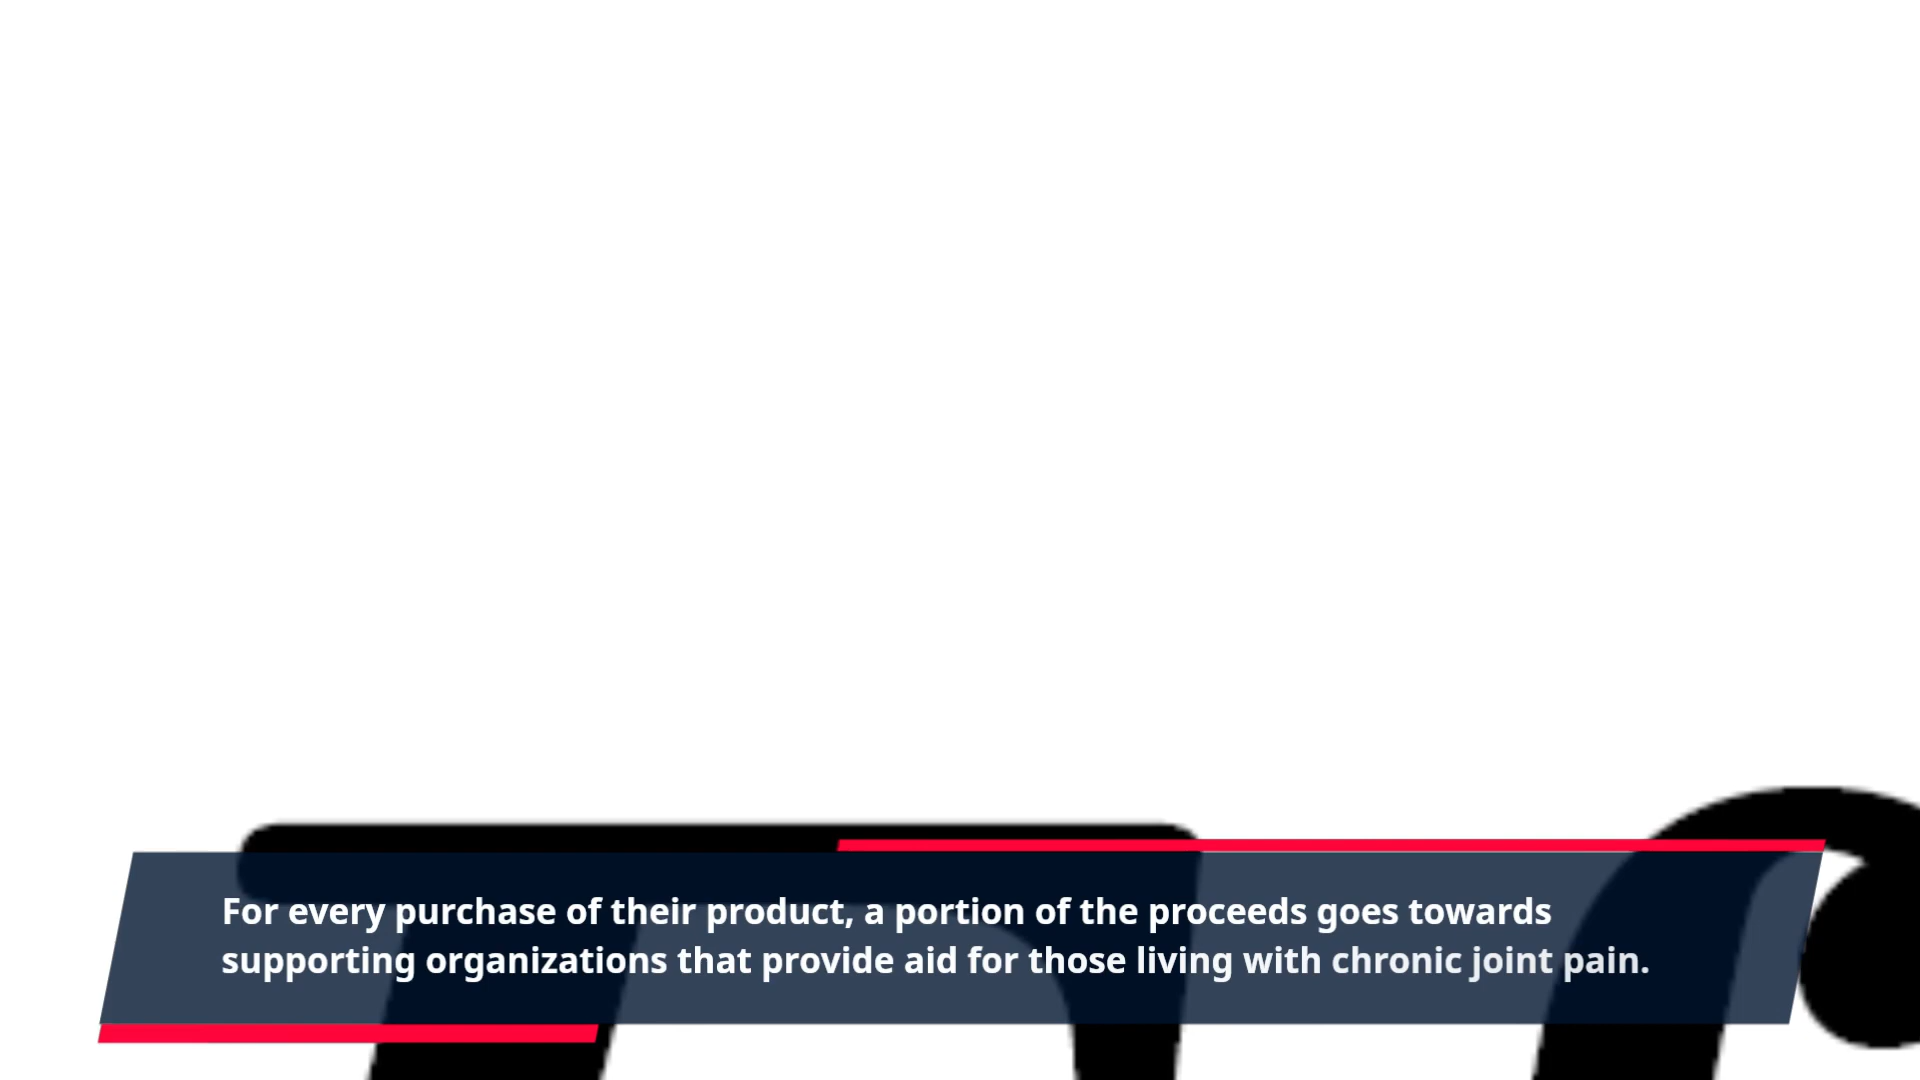 For every purchase of their product, a portion of the proceeds goes towards
supporting organizations that provide aid for those living with chronic joint pain.